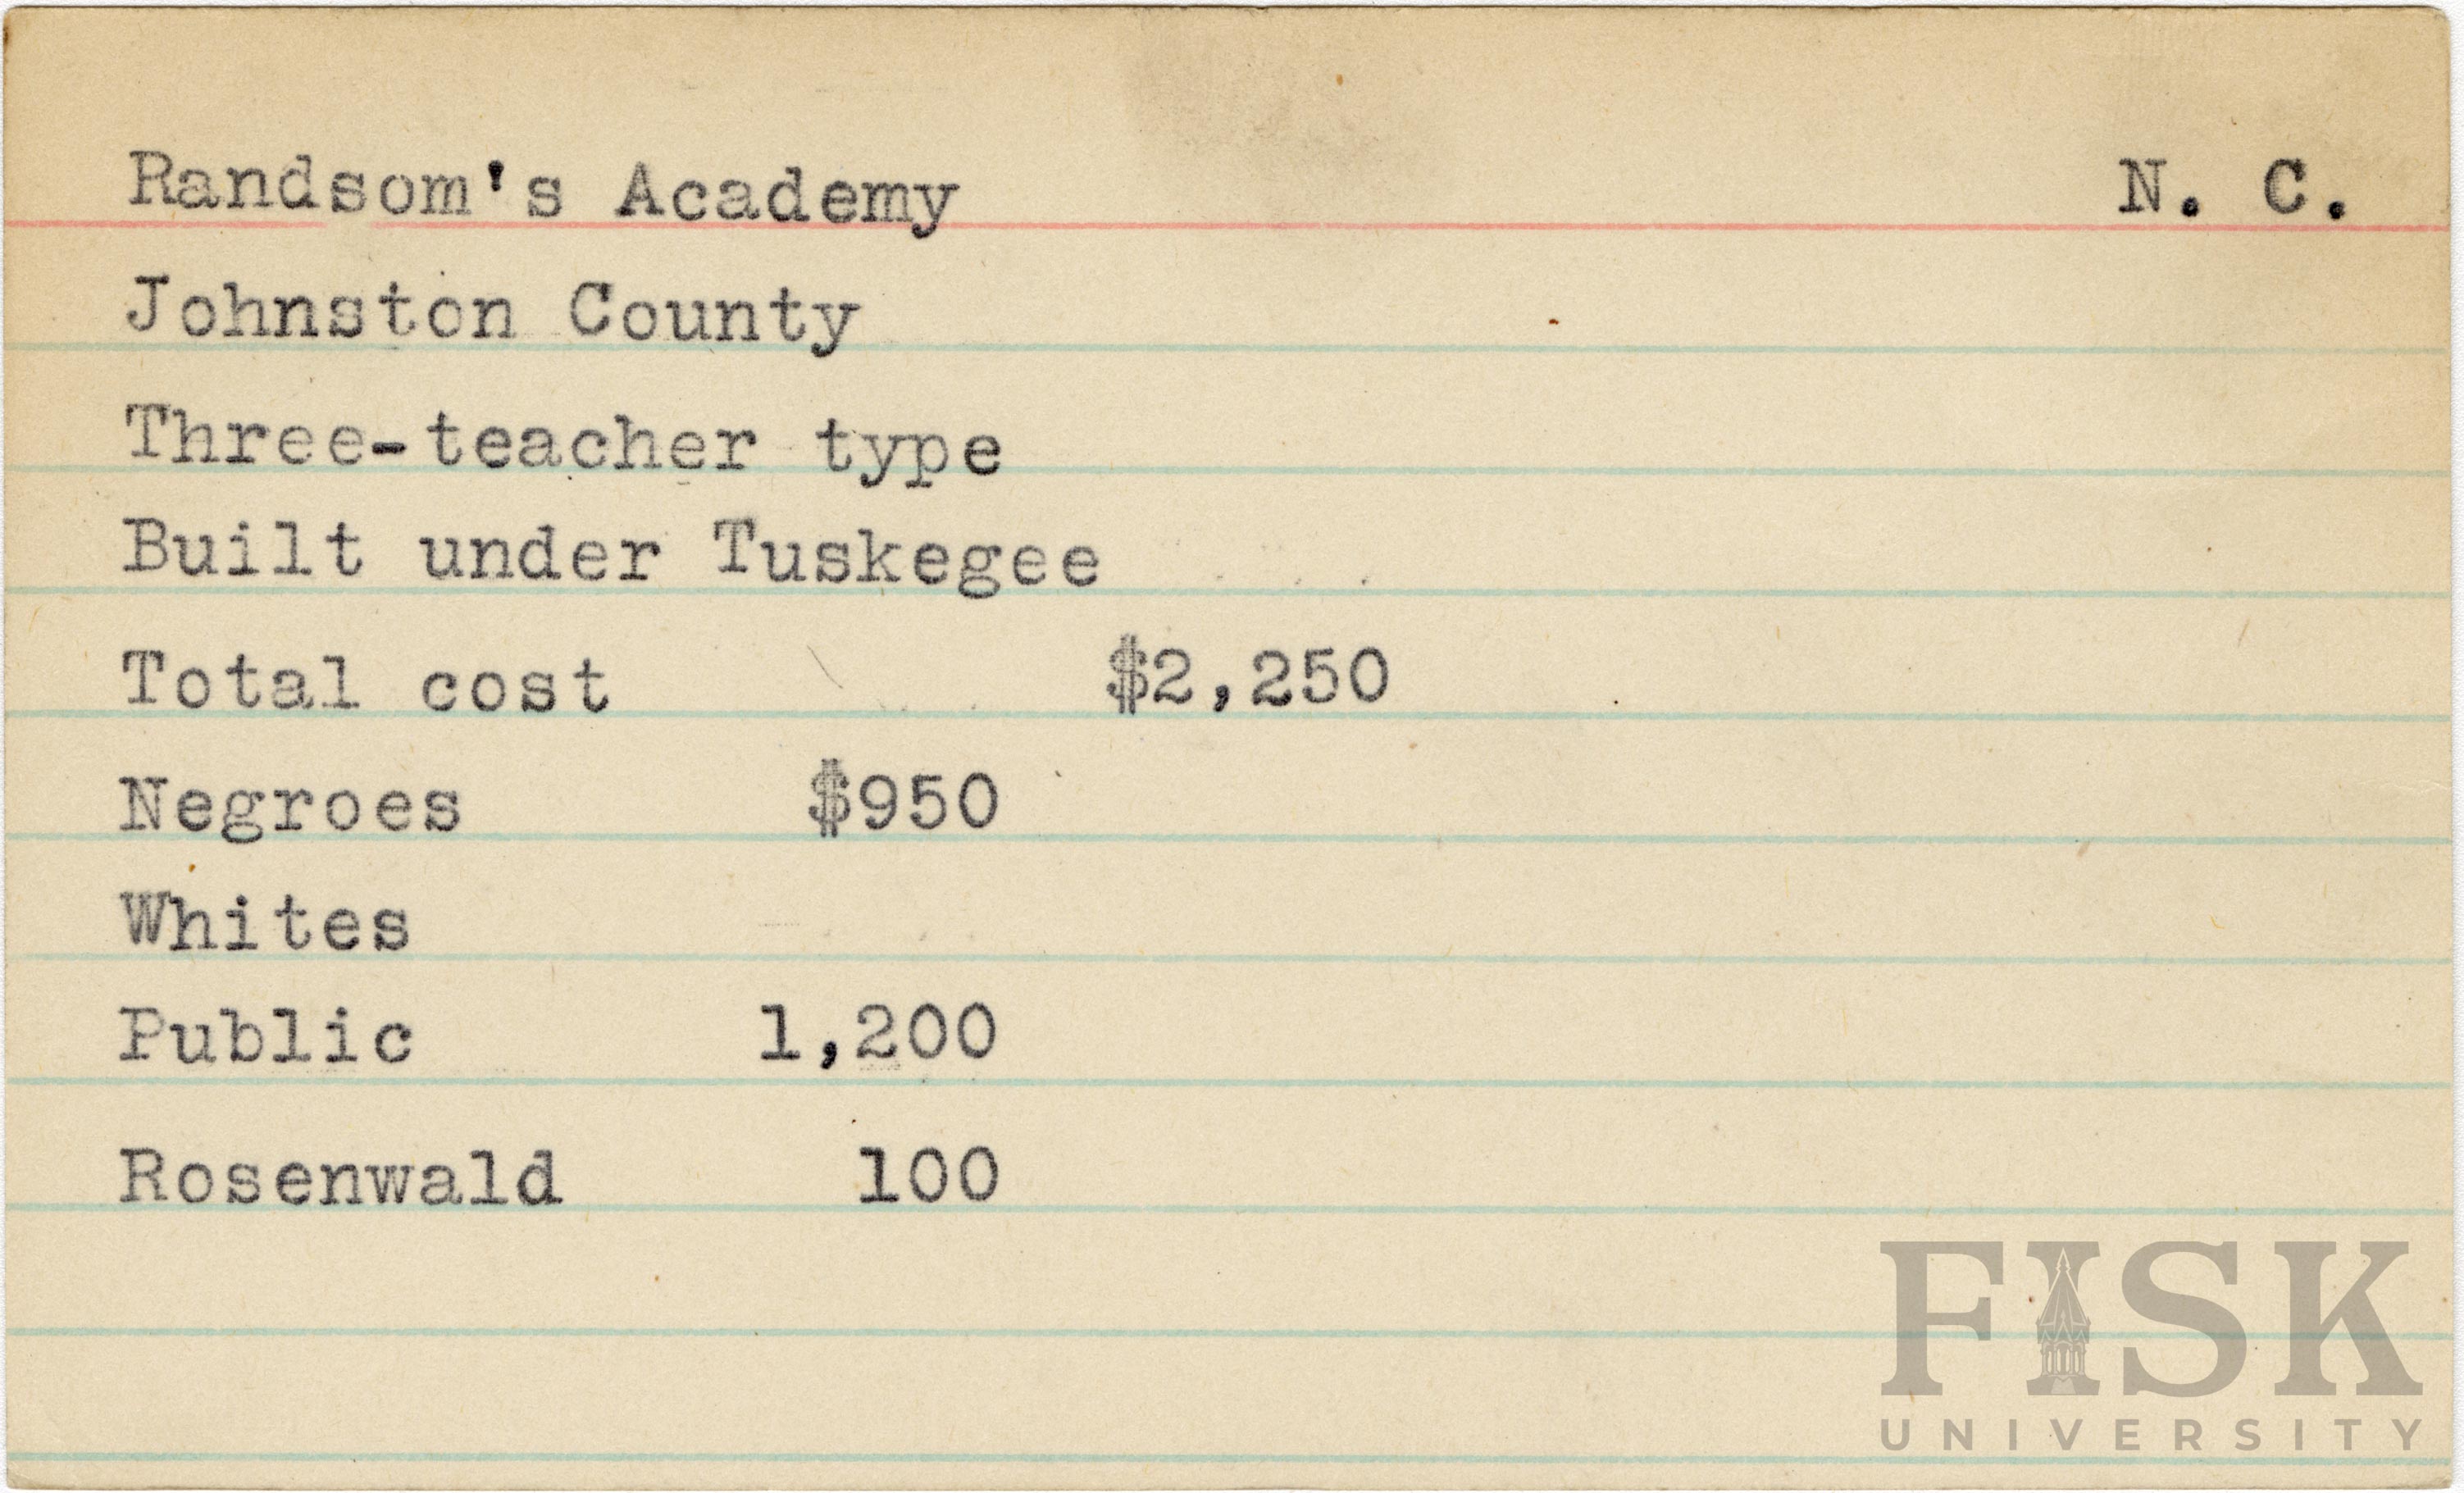 Randsom's Academy N. C.
Johnston County
Three-teacher type
Built under Tuskegee
Total cost $2,250
Negroes $950
Whites
Public 1,200
Rosenwald 100
FISK
UNIVERSITY